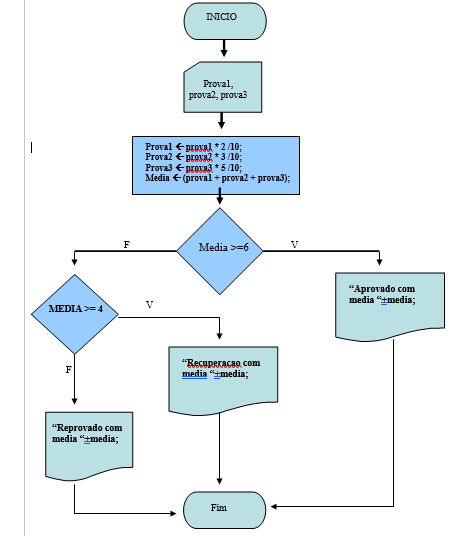 INICIO
Prova1,
prova2, prova3
Prova1 🡨 prova1 * 2 /10;
Prova2 🡨 prova2 * 3 /10;
Prova3 🡨 prova3 * 5 /10;
Media 🡨 (prova1 + prova2 + prova3);
F
Media >=6
V
MEDIA >= 4
V
“Aprovado com
media “+media;
“Recuperacao com
media “+media;
F
“Reprovado com
media “+media;
Fim